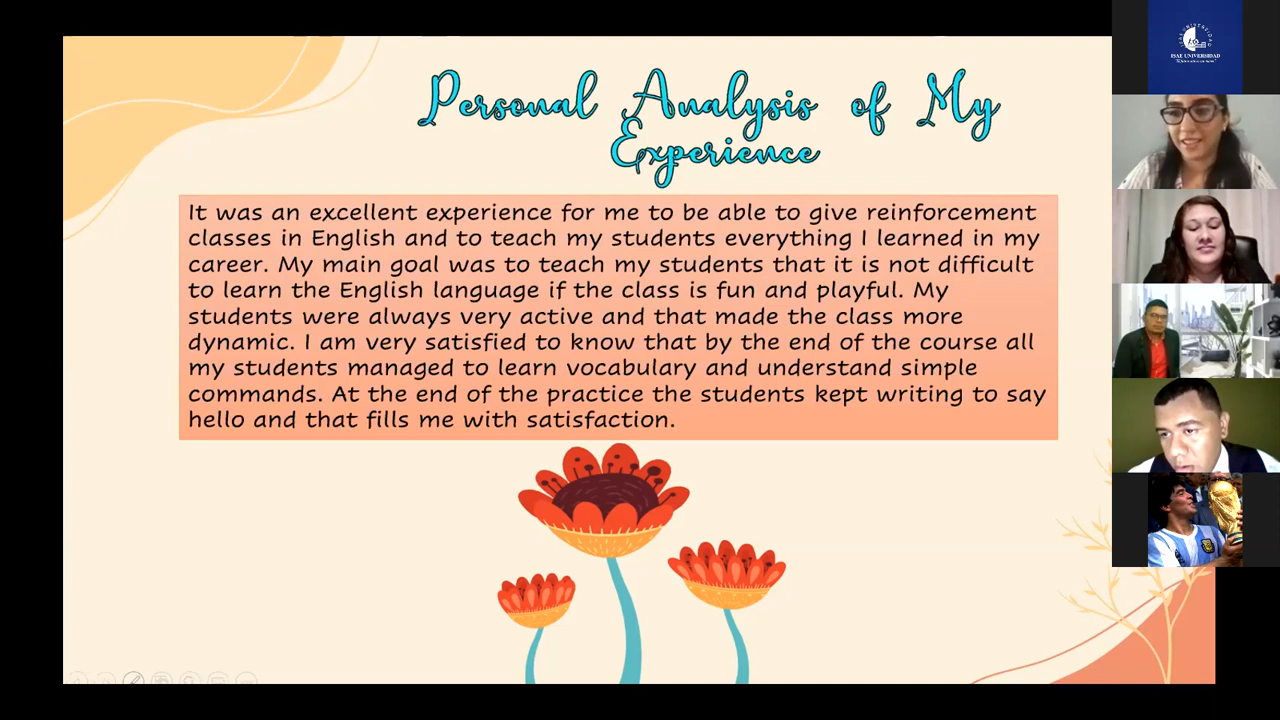 Personal Analysis of My
Experience
It was an excellent experience for me to be able to give reinforcement
classes in English and to teach my students everything I learned in my
career. My main goal was to teach my students that it is not difficult
to learn the English language if the class is fun and playful. My
students were always very active and that made the class more
dynamic. I am very satisfied to know that by the end of the course all
my students managed to learn vocabulary and understand simple
commands. At the end of the practice the students kept writing to say
hello and that fills me with satisfaction.
ISAE UNIVERSIDAD